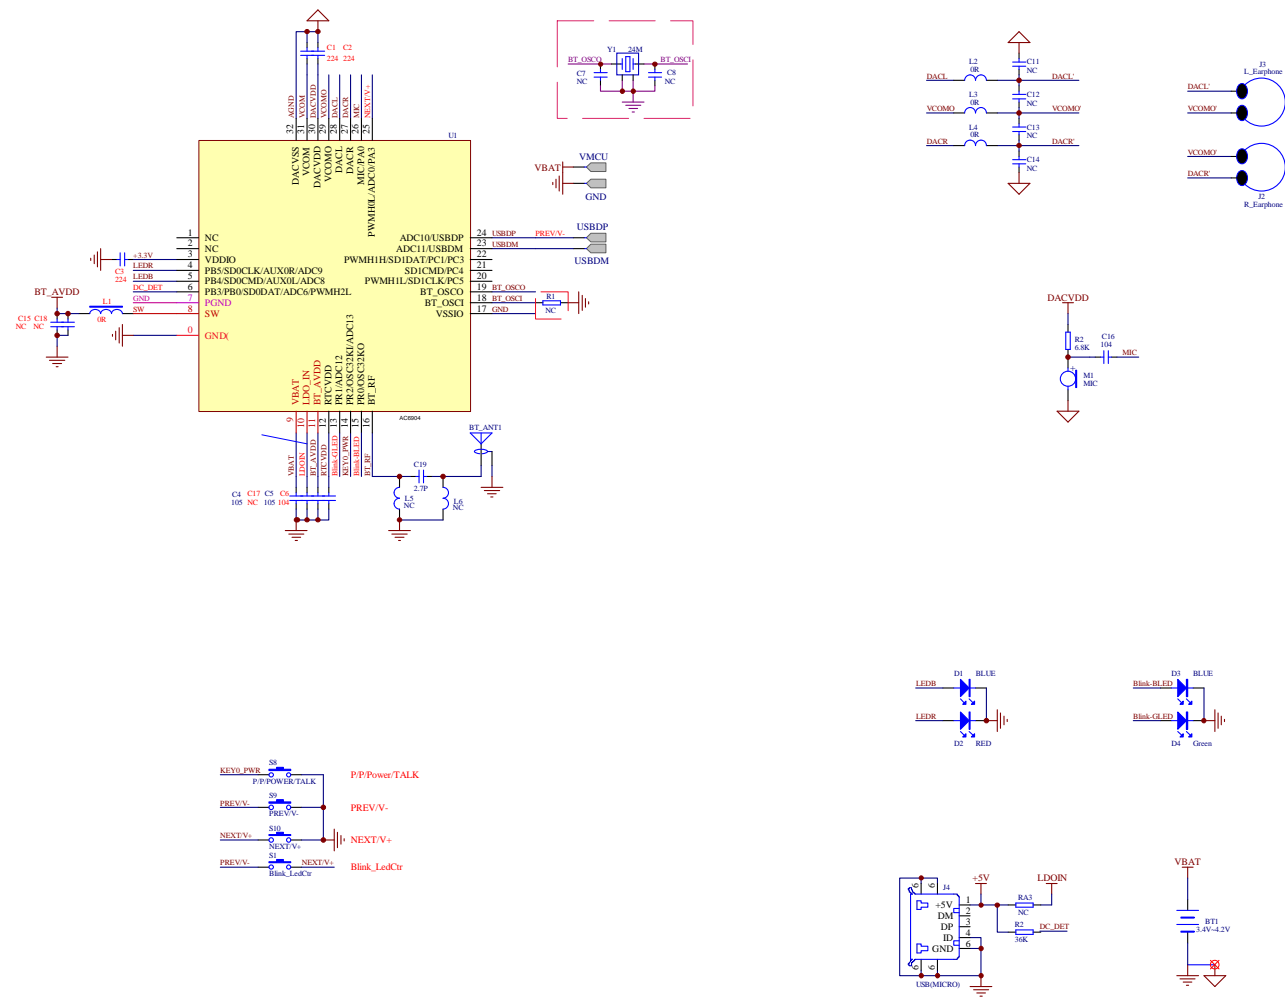 C1 C2
224 224
AGND
VCOM
DACVDD
VCOMO
DACL
DACR
MIC
NEXT/V+
32
31
30
29
28
27
26
25
U1
DACVSS
VCOM
DACVDD
VCOMO
DACL
DACR
MIC/PA0
PWMH0L/ADC0/PA3
Y1 24M
BT_OSCO BT_OSCI
C7
NC
C8
NC
VBAT VMCU
GND
USBDP
USBDM
1 NC
2 NC
+3.3V 3 VDDIO
C3
224
LEDR 4 PB5/SD0CLK/AUX0R/ADC9
LEDB 5 PB4/SD0CMD/AUX0L/ADC8
DC_DET 6 PB3/PB0/SD0DAT/ADC6/PWMH2L
GND 7 PGND
SW 8 SW
0 GND(
BT_AVDD
L1
0R
C15 C18
NC NC
ADC10/USBDP 24 USBDP PREV/V-
ADC11/USBDM 23 USBDM
PWMH1H/SD1DAT/PC1/PC3 22
SD1CMD/PC4 21
PWMH1L/SD1CLK/PC5 20
BT_OSCO 19 BT_OSCO
BT_OSCI 18 BT_OSCI
VSSIO 17 GND
R1
NC
VBAT
LDO_IN
BT_AVDD
RTCVDD
PR1/ADC12
PR2/OSC32KI/ADC13
PR0/OSC32KO
BT_RF
AC6904
9
10
11
12
13
14
15
16
VBAT
LDOIN
BT_AVDD
RTCVDD
Blink-GLED
KEY0_PWR
Blink-BLED
BT_RF
C4 C17 C5 C6
105 NC 105 104
BT_ANT1
C19
2.7P
L5
NC
L6
NC
L2
0R
C11
NC
DACL DACL'
L3
0R
C12
NC
VCOMO VCOMO'
L4
0R
C13
NC
DACR DACR'
C14
NC
J3
L_Earphone
DACL'
VCOMO'
VCOMO'
DACR'
J2
R_Earphone
DACVDD
R2
6.8K
C16
104
MIC
+
M1
MIC
D1 BLUE
LEDB
LEDR
D2 RED
D3 BLUE
Blink-BLED
Blink-GLED
D4 Green
S8
KEY0_PWR P/P/Power/TALK
P/P/POWER/TALK
S9
PREV/V- PREV/V-
PREV/V-
S10
NEXT/V+ NEXT/V+
NEXT/V+
S1
PREV/V- NEXT/V+ Blink_LedCtr
Blink_LedCtr
J4
6 6
+5V 1
DM 2
DP 3
ID 4
GND 6
6 6
USB(MICRO)
+5V
LDOIN
RA3
NC
R2
36K
DC_DET
VBAT
BT1
3.4V~4.2V